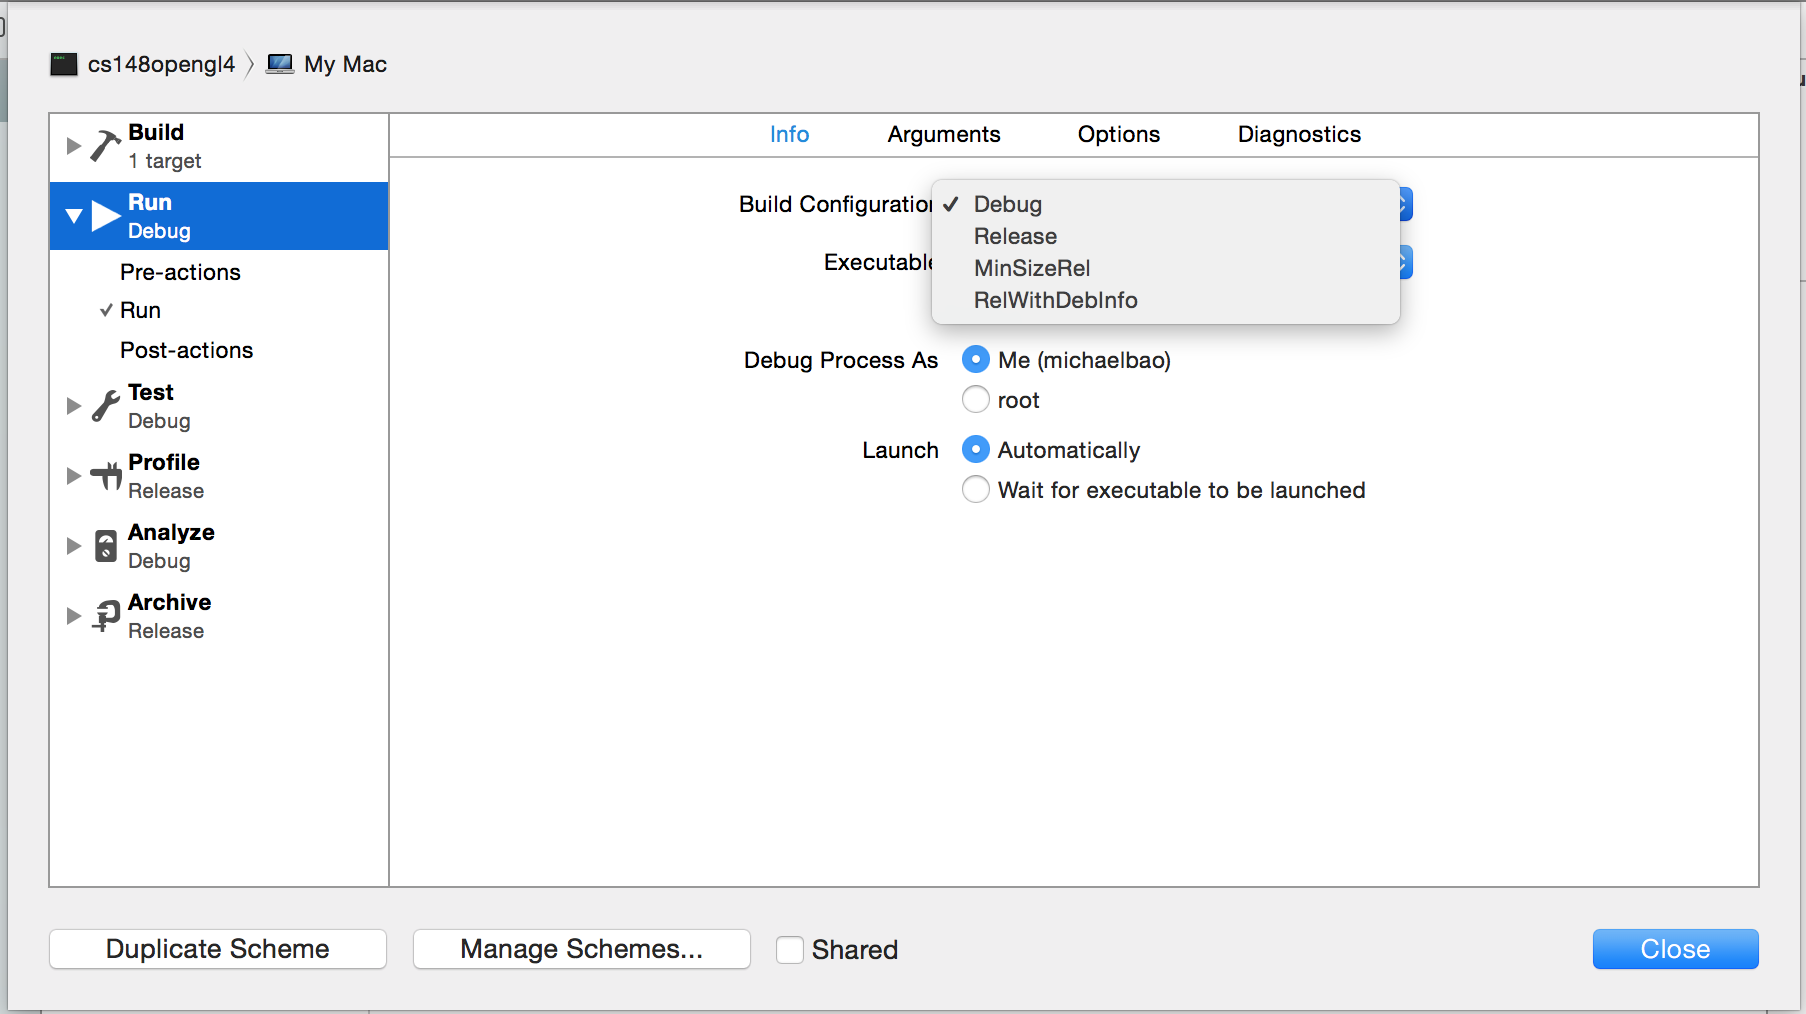 cs148opengl4 My Mac
Build
1 target
Run
Debug
Pre-actions
Run
Post-actions
Test
Debug
Profile
Release
Analyze
Debug
Archive
Release
Info Arguments Options Diagnostics
Build Configuration
Debug
Release
MinSizeRel
RelWithDebInfo
Executable
Debug Process As Me (michaelbao)
root
Launch Automatically
Wait for executable to be launched
Duplicate Scheme Manage Schemes... Shared Close